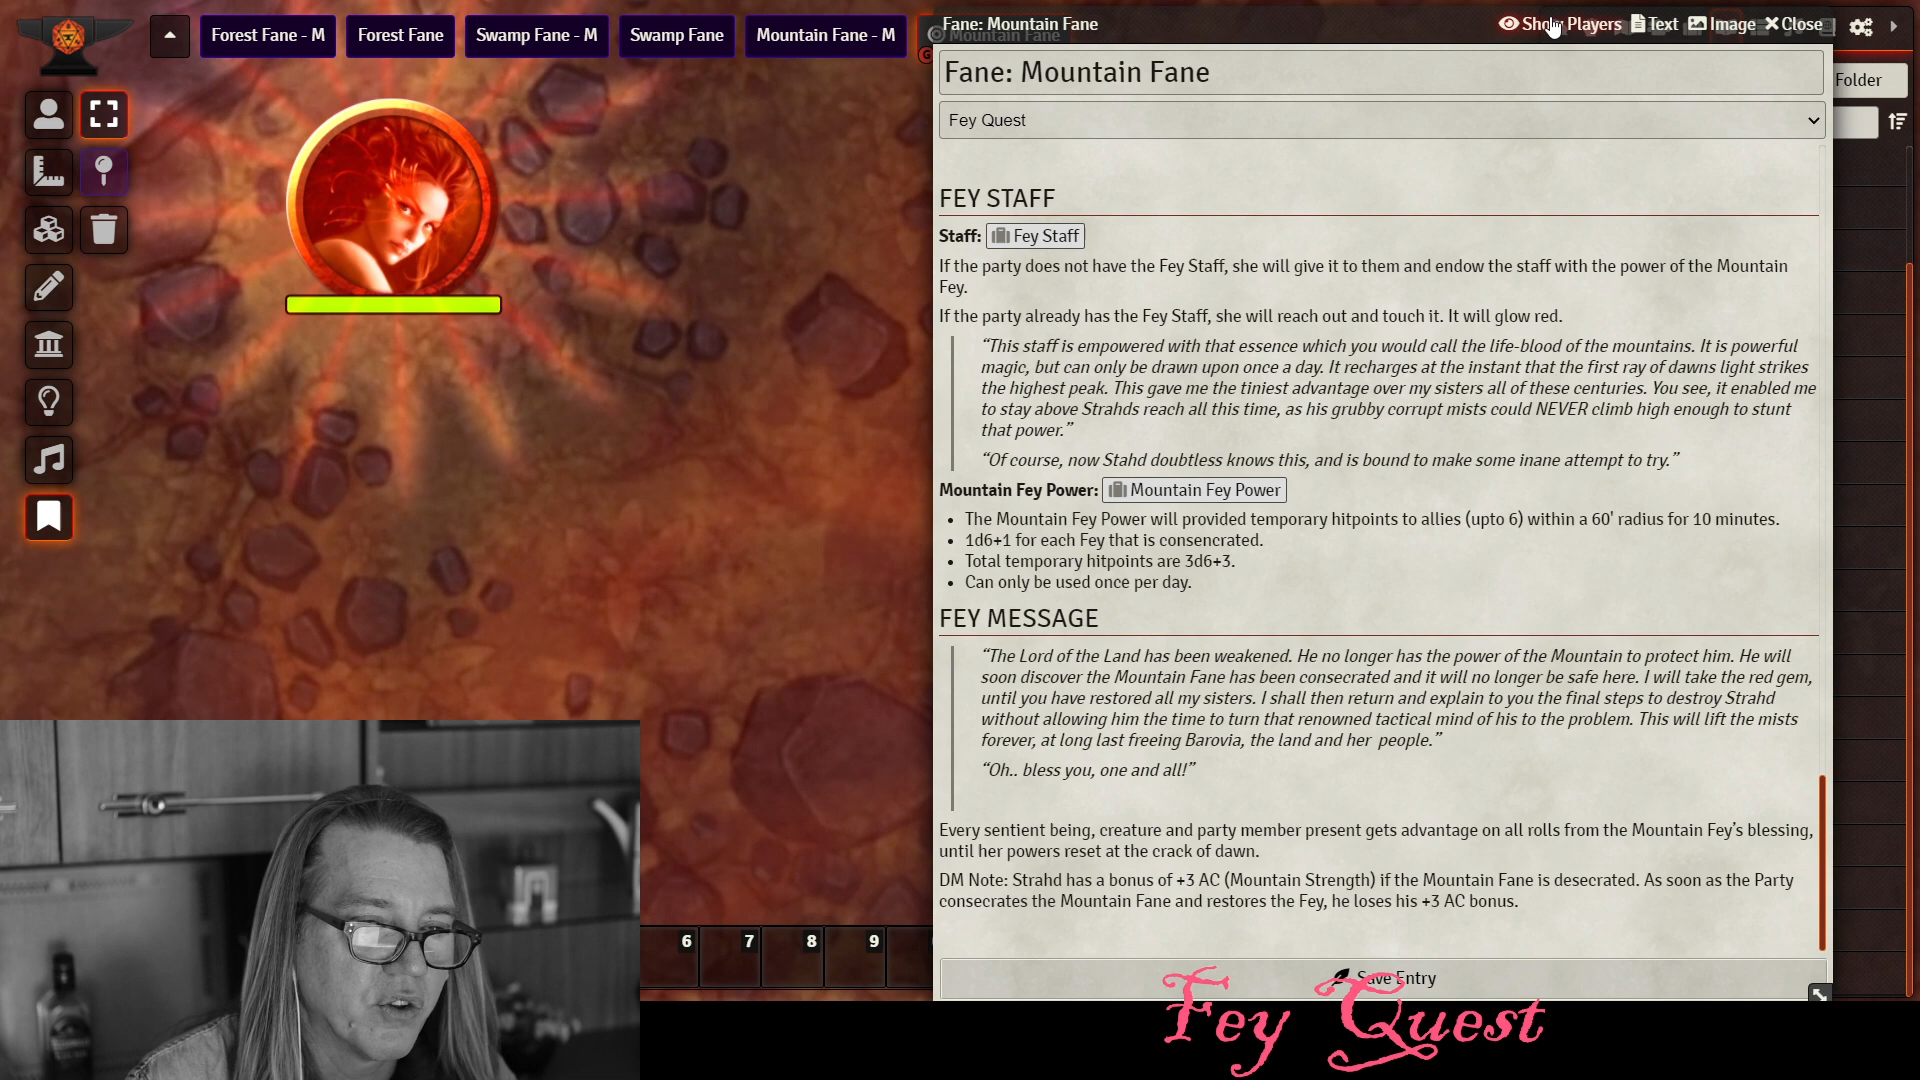 Forest Fane - M
Forest Fane
Swamp Fane - M
Swamp Fane
Mountain Fane - M
Mountain Fane
Fane: Mountain Fane
Show Players
Text
Image
Close
Folder
Fane: Mountain Fane
Fey Quest
FEY STAFF
Staff: Fey Staff
If the party does not have the Fey Staff, she will give it to them and endow the staff with the power of the Mountain
Fey.
If the party already has the Fey Staff, she will reach out and touch it. It will glow red.
“This staff is empowered with that essence which you would call the life-blood of the mountains. It is powerful
magic, but can only be drawn upon once a day. It recharges at the instant that the first ray of dawns light strikes
the highest peak. This gave me the tiniest advantage over my sisters all of these centuries. You see, it enabled me
to stay above Strahds reach all this time, as his grubby corrupt mists could NEVER climb high enough to stunt
that power.”
“Of course, now Stahd doubtless knows this, and is bound to make some inane attempt to try.”
Mountain Fey Power: Mountain Fey Power
• The Mountain Fey Power will provided temporary hitpoints to allies (upto 6) within a 60' radius for 10 minutes.
• 1d6+1 for each Fey that is consencrated.
• Total temporary hitpoints are 3d6+3.
• Can only be used once per day.
FEY MESSAGE
“The Lord of the Land has been weakened. He no longer has the power of the Mountain to protect him. He will
soon discover the Mountain Fane has been consecrated and it will no longer be safe here. I will take the red gem,
until you have restored all my sisters. I shall then return and explain to you the final steps to destroy Strahd
without allowing him the time to turn that renowned tactical mind of his to the problem. This will lift the mists
forever, at long last freeing Barovia, the land and her people.”
“Oh.. bless you, one and all!”
Every sentient being, creature and party member present gets advantage on all rolls from the Mountain Fey’s blessing,
until her powers reset at the crack of dawn.
DM Note: Strahd has a bonus of +3 AC (Mountain Strength) if the Mountain Fane is desecrated. As soon as the Party
consecrates the Mountain Fane and restores the Fey, he loses his +3 AC bonus.
6
7
8
9
Save Entry
Fey Quest